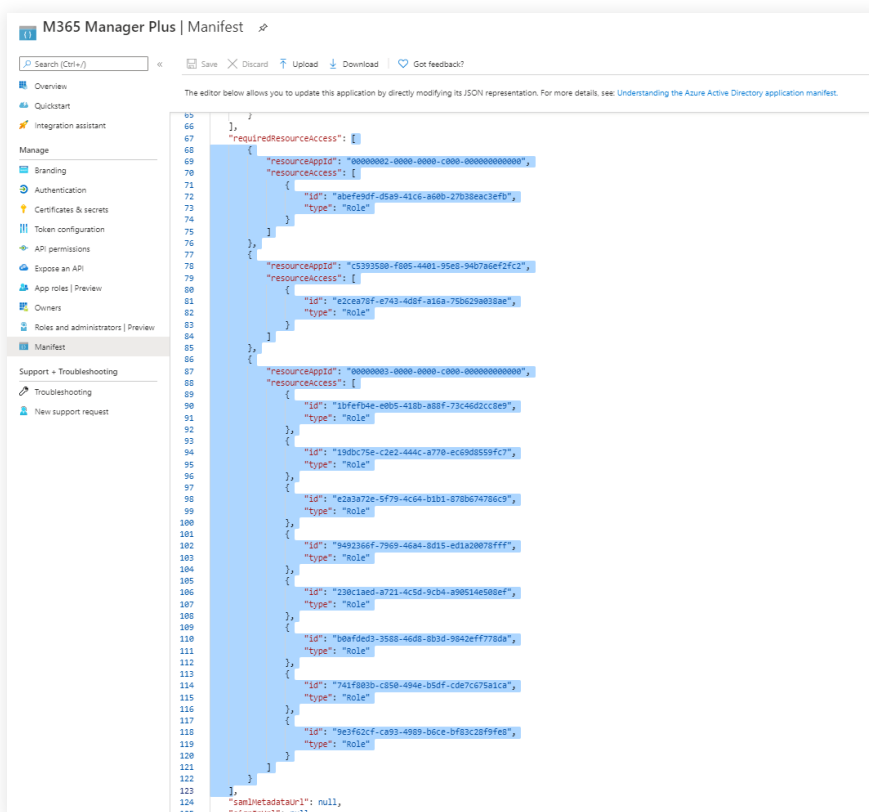 M365 Manager Plus | Manifest
Search (Ctrl+/)
«
Save
Discard
Upload
Download
Got feedback?
Overview
Quickstart
Integration assistant
Manage
Branding
Authentication
Certificates & secrets
Token configuration
API permissions
Expose an API
App roles | Preview
Owners
Roles and administrators | Preview
Manifest
Support + Troubleshooting
Troubleshooting
New support request
The editor below allows you to update this application by directly modifying its JSON representation. For more details, see: Understanding the Azure Active Directory application manifest.
65 }
66 ],
67 "requiredResourceAccess": [
68 {
69 "resourceAppId": "00000002-0000-0000-c000-000000000000",
70 "resourceAccess": [
71 {
72 "id": "abefe9df-d5a9-41c6-a60b-27b38eac3efb",
73 "type": "Role"
74 }
75 ]
76 },
77 {
78 "resourceAppId": "c5393580-f805-4401-95e8-94b7a6ef2fc2",
79 "resourceAccess": [
80 {
81 "id": "e2cea78f-e743-4d8f-a16a-75b629a038ae",
82 "type": "Role"
83 }
84 ]
85 },
86 {
87 "resourceAppId": "00000003-0000-0000-c000-000000000000",
88 "resourceAccess": [
89 {
90 "id": "1bfefb4e-e0b5-418b-a88f-73c46d2cc8e9",
91 "type": "Role"
92 },
93 {
94 "id": "19dbc75e-c2e2-444c-a770-ec69d8559fc7",
95 "type": "Role"
96 },
97 {
98 "id": "e2a3a72e-5f79-4c64-b1b1-878b674786c9",
99 "type": "Role"
100 },
101 {
102 "id": "9492366f-7969-46a4-8d15-ed1a20078fff",
103 "type": "Role"
104 },
105 {
106 "id": "230c1aed-a721-4c5d-9cb4-a90514e508ef",
107 "type": "Role"
108 },
109 {
110 "id": "b0afded3-3588-46d8-8b3d-9842eff778da",
111 "type": "Role"
112 },
113 {
114 "id": "741f803b-c850-494e-b5df-cde7c675a1ca",
115 "type": "Role"
116 },
117 {
118 "id": "9e3f62cf-ca93-4989-b6ce-bf83c28f9fe8",
119 "type": "Role"
120 }
121 ]
122 }
123 ],
124 "samlMetadataUrl": null,